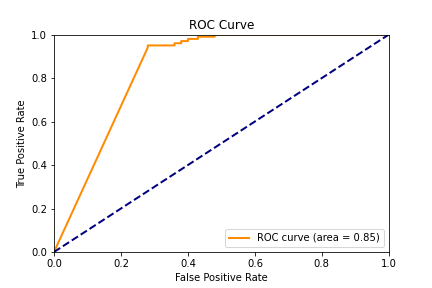 ROC Curve
1.0
0.8
0.6
0.4
0.2
0.0
True Positive Rate
ROC curve (area = 0.85)
0.0 0.2 0.4 0.6 0.8 1.0
False Positive Rate